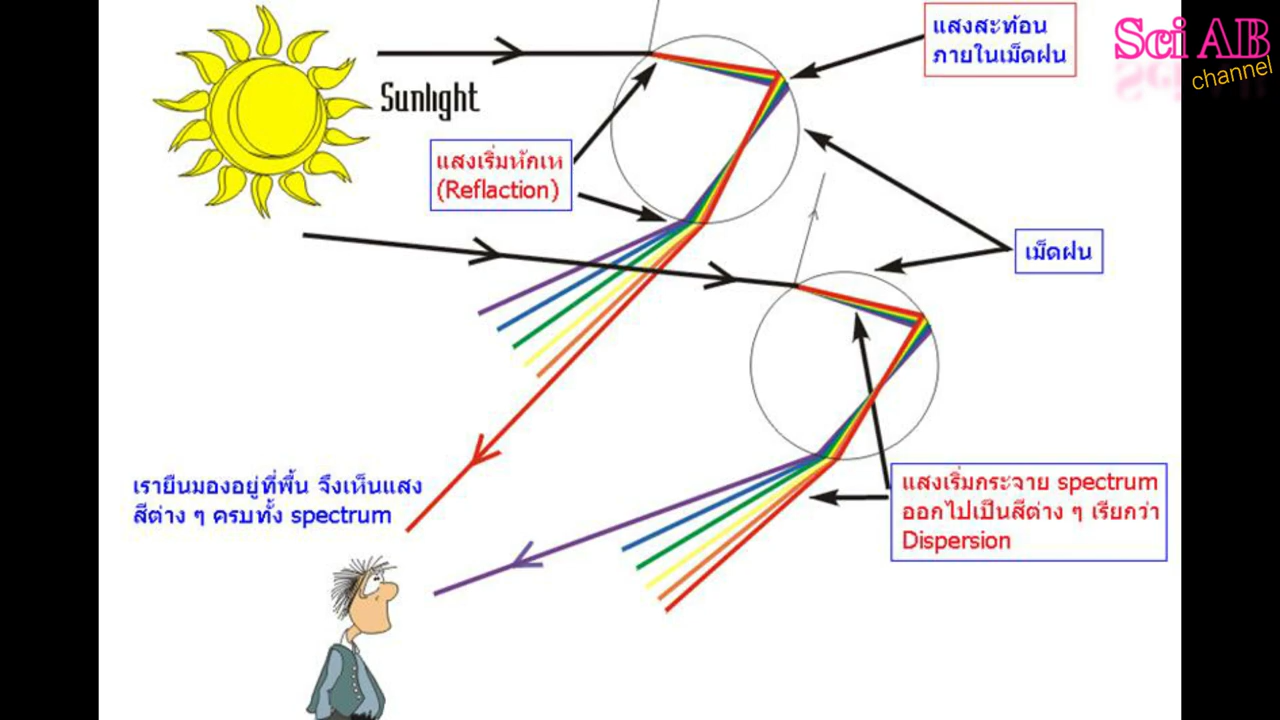 Sunlight
แสงสะท้อน
ภายในเม็ดฝน
Sci AB
channel
แสงเริ่มหักเห
(Reflaction)
เม็ดฝน
เรายืนมองอยู่ที่พื้น จึงเห็นแสง
สีต่าง ๆ ครบทั้ง spectrum
แสงเริ่มกระจาย spectrum
ออกไปเป็นสีต่าง ๆ เรียกว่า
Dispersion